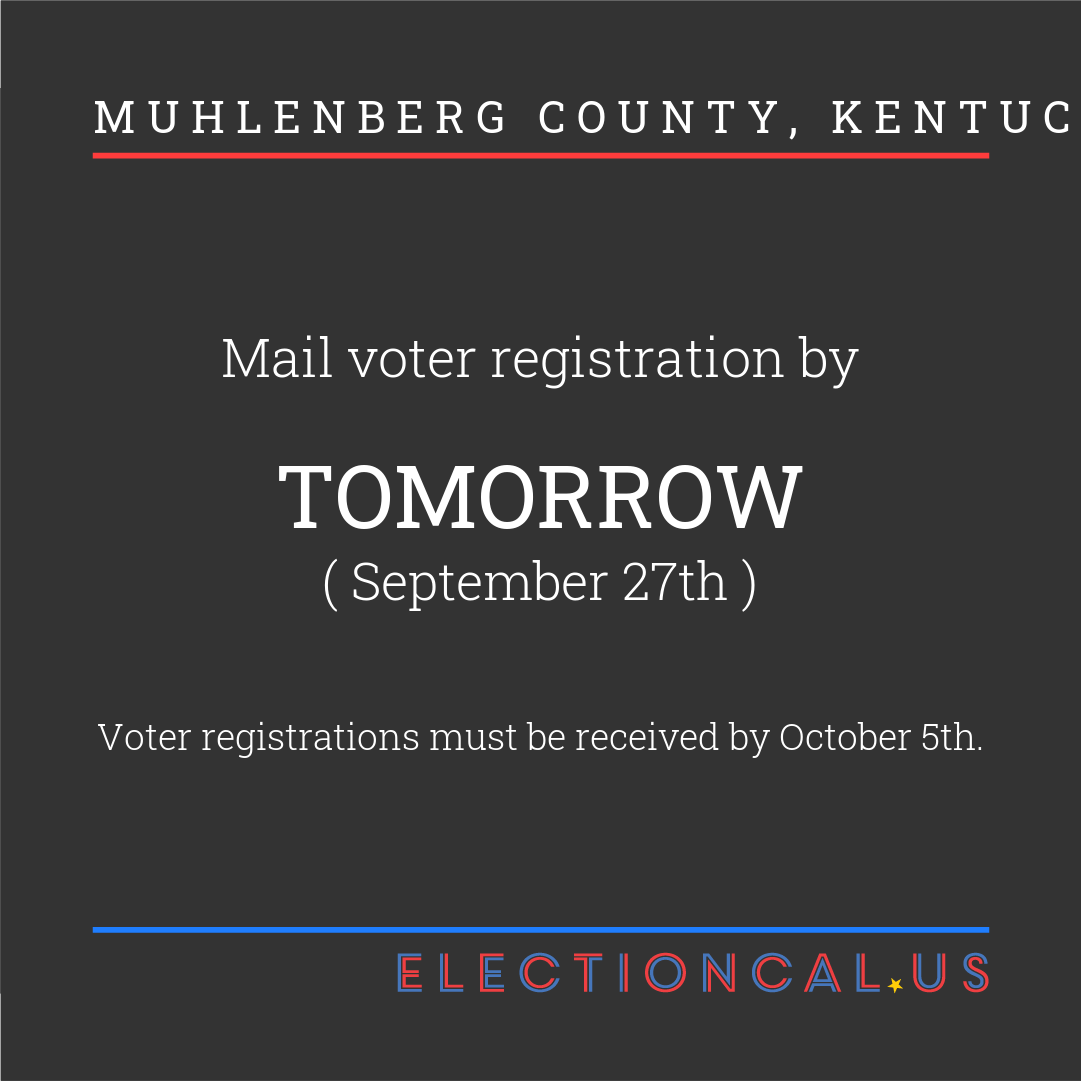 MUHLENBERG COUNTY, KENTUC
Mail voter registration by
TOMORROW
( September 27th )
Voter registrations must be received by October 5th.
ELECTIONCAL.US